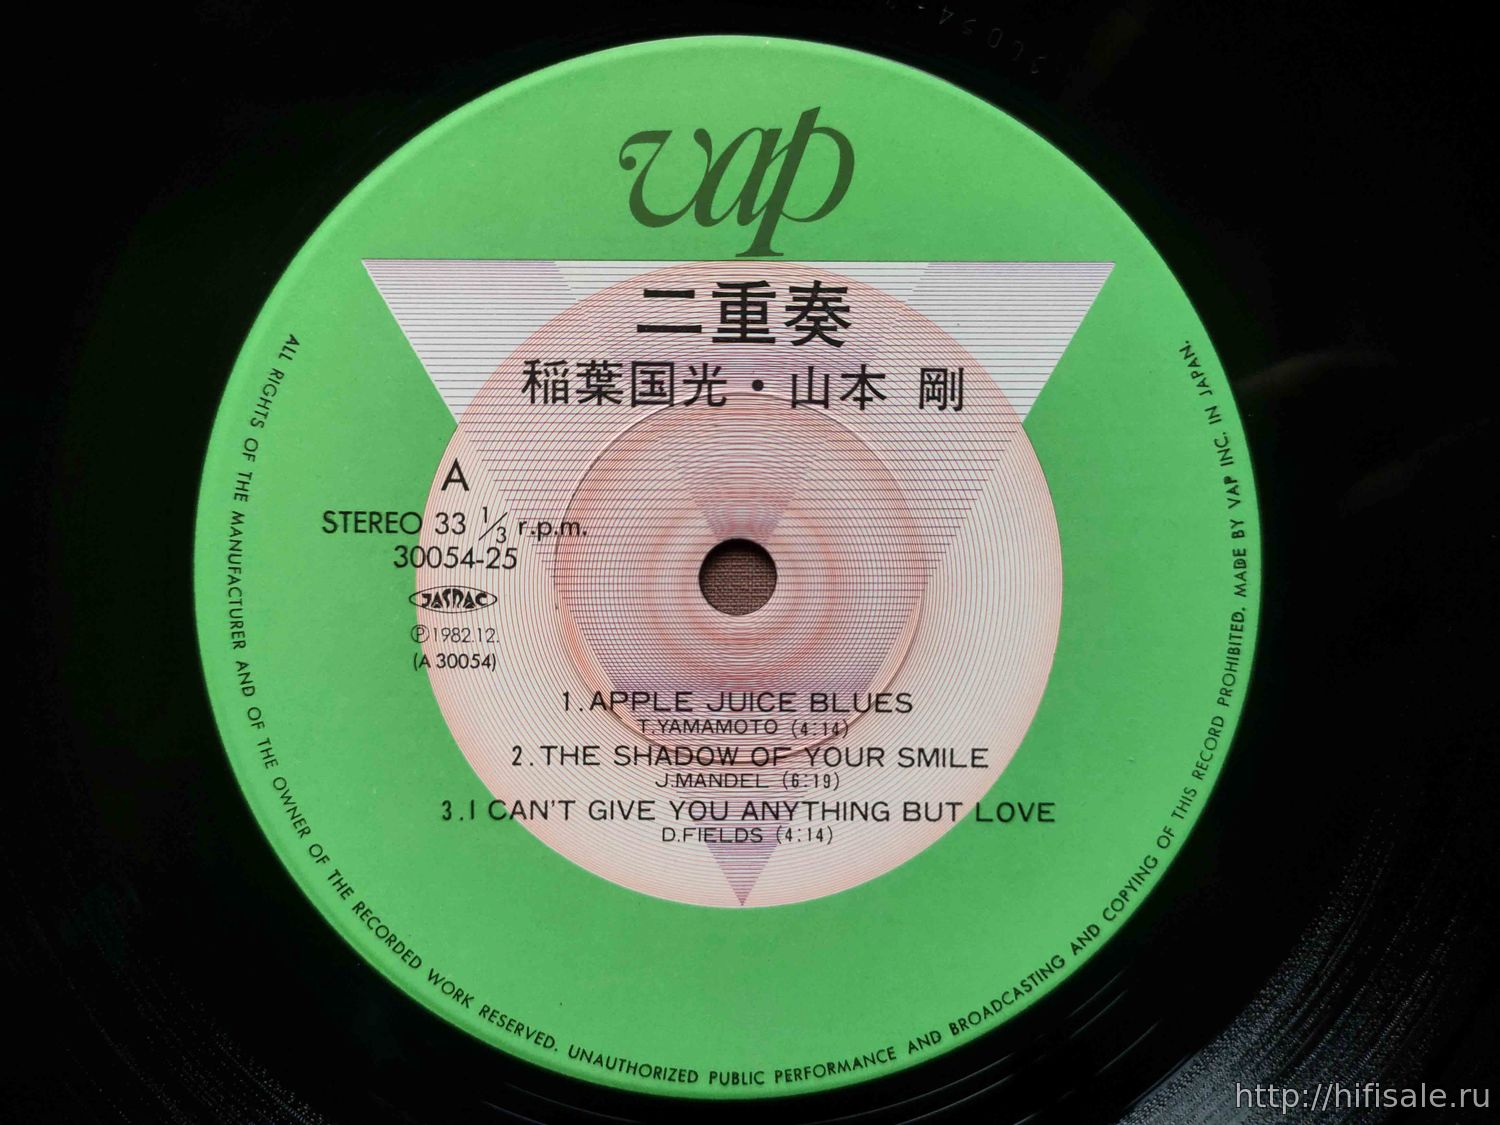 vap
二重奏
稲葉国光・山本 剛
A
STEREO 33 1/3 r.p.m.
30054-25
JASRAC
Ⓟ1982.12.
(A 30054)
1.APPLE JUICE BLUES
T.YAMAMOTO (4:14)
2.THE SHADOW OF YOUR SMILE
J.MANDEL (6:19)
3.I CAN'T GIVE YOU ANYTHING BUT LOVE
D.FIELDS (4:14)
ALL RIGHTS OF THE MANUFACTURER AND OF THE OWNER OF THE RECORDED WORK RESERVED. UNAUTHORIZED PUBLIC PERFORMANCE AND BROADCASTING AND COPYING OF THIS RECORD PROHIBITED. MADE BY VAP INC. IN JAPAN.
http://hifisale.ru